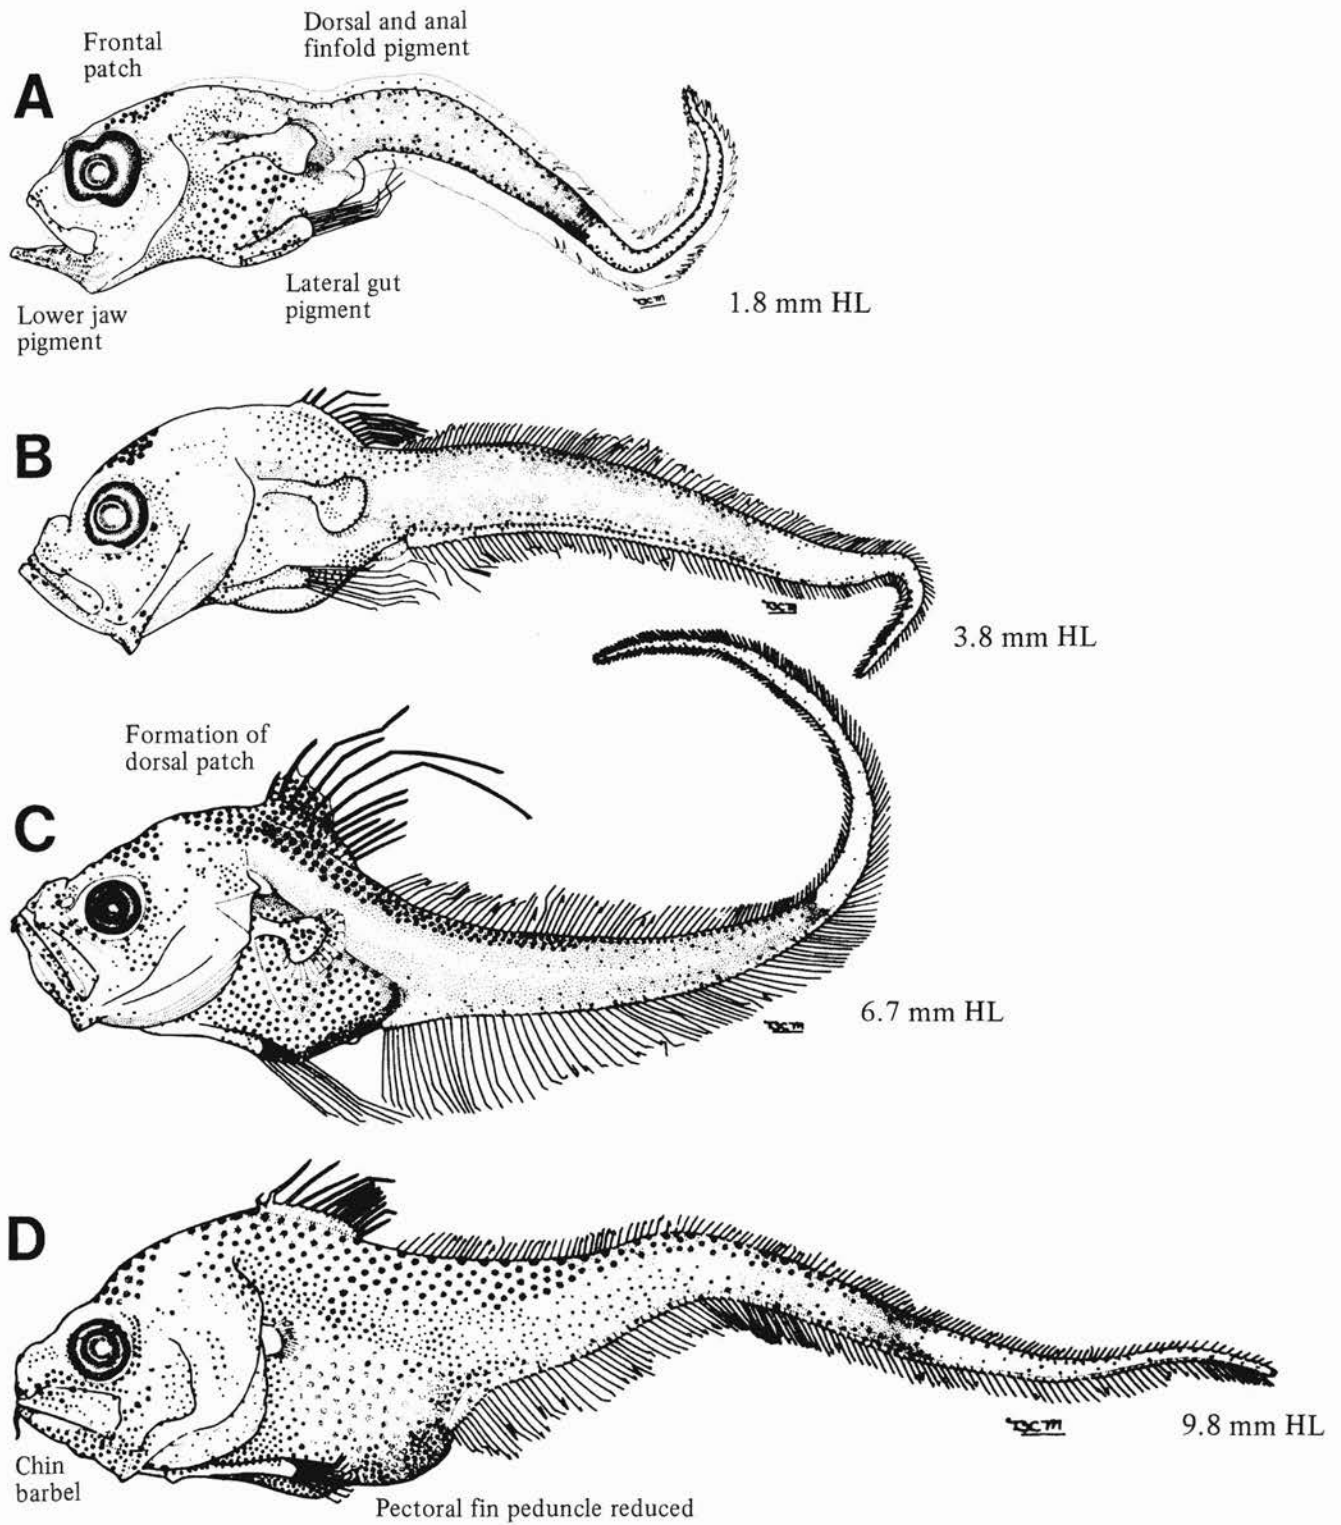 Frontal
patch
Dorsal and anal
finfold pigment
A
Lateral gut
pigment
1.8 mm HL
Lower jaw
pigment
B
3.8 mm HL
Formation of
dorsal patch
C
6.7 mm HL
D
9.8 mm HL
Chin
barbel
Pectoral fin peduncle reduced